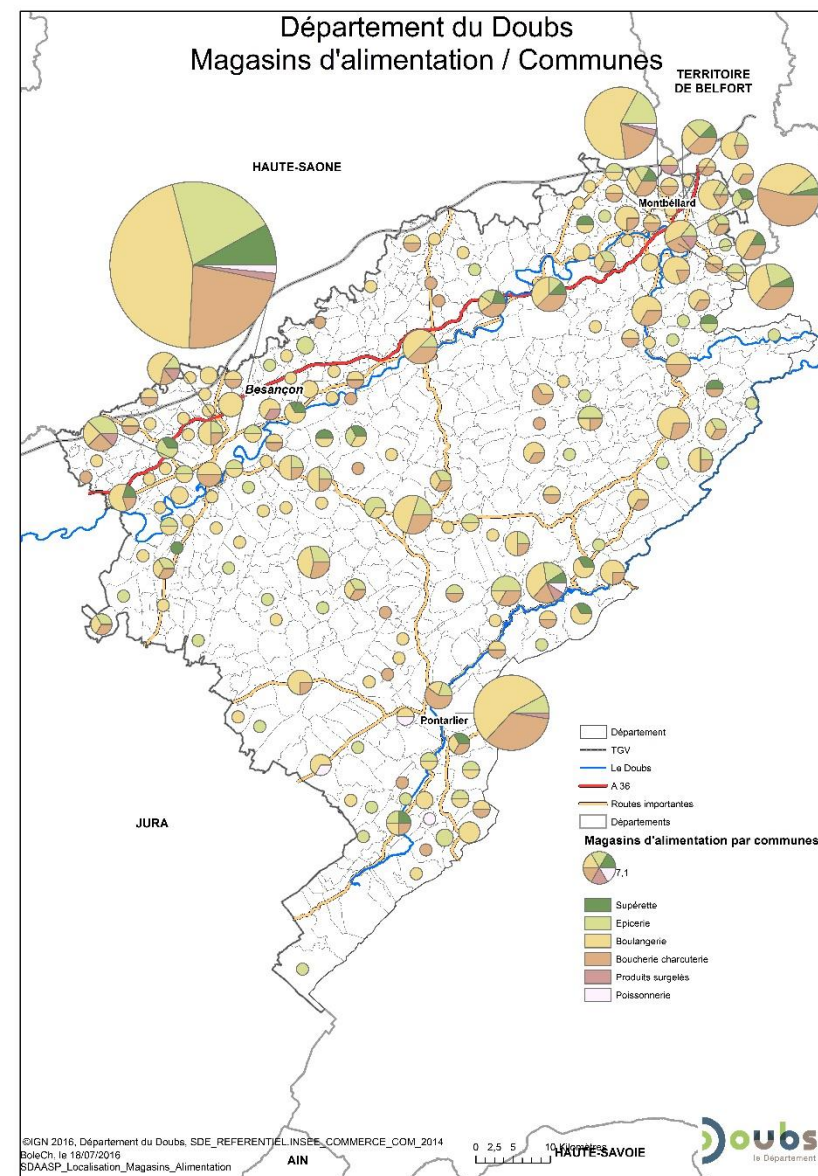 Département du Doubs
Magasins d'alimentation / Communes
TERRITOIRE
DE BELFORT
HAUTE-SAONE
Montbéliard
Besançon
Pontarlier
JURA
Département
TGV
Le Doubs
A 36
Routes importantes
Départements
Magasins d'alimentation par communes
7,1
Supérette
Epicerie
Boulangerie
Boucherie charcuterie
Produits surgelés
Poissonnerie
©IGN 2016, Département du Doubs, SDE_REFERENTIEL.INSEE_COMMERCE_COM_2014
BoleCh. le 18/07/2016
SDAASP_Localisation_Magasins_Alimentation
AIN
0 2,5 5 10 Kilomètres
HAUTE-SAVOIE
Doubs
le Département